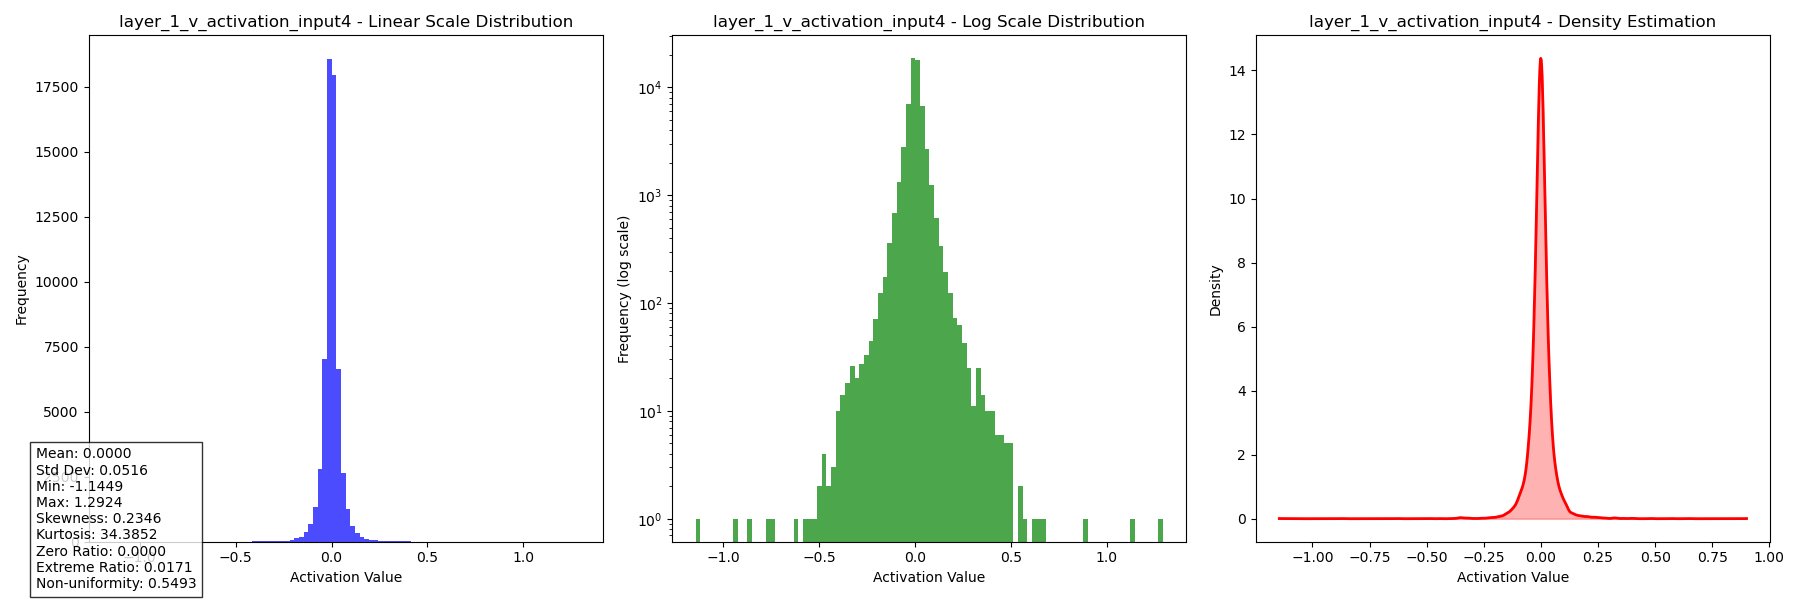 layer_1_v_activation_input4 - Linear Scale Distribution
17500
15000
12500
10000
7500
5000
2500
0
Frequency
−1.0
−0.5
0.0
0.5
1.0
Activation Value
Mean: 0.0000
Std Dev: 0.0516
Min: -1.1449
Max: 1.2924
Skewness: 0.2346
Kurtosis: 34.3852
Zero Ratio: 0.0000
Extreme Ratio: 0.0171
Non-uniformity: 0.5493
layer_1_v_activation_input4 - Log Scale Distribution
10⁴
10³
10²
10¹
10⁰
Frequency (log scale)
−1.0
−0.5
0.0
0.5
1.0
Activation Value
layer_1_v_activation_input4 - Density Estimation
14
12
10
8
6
4
2
0
Density
−1.00
−0.75
−0.50
−0.25
0.00
0.25
0.50
0.75
1.00
Activation Value